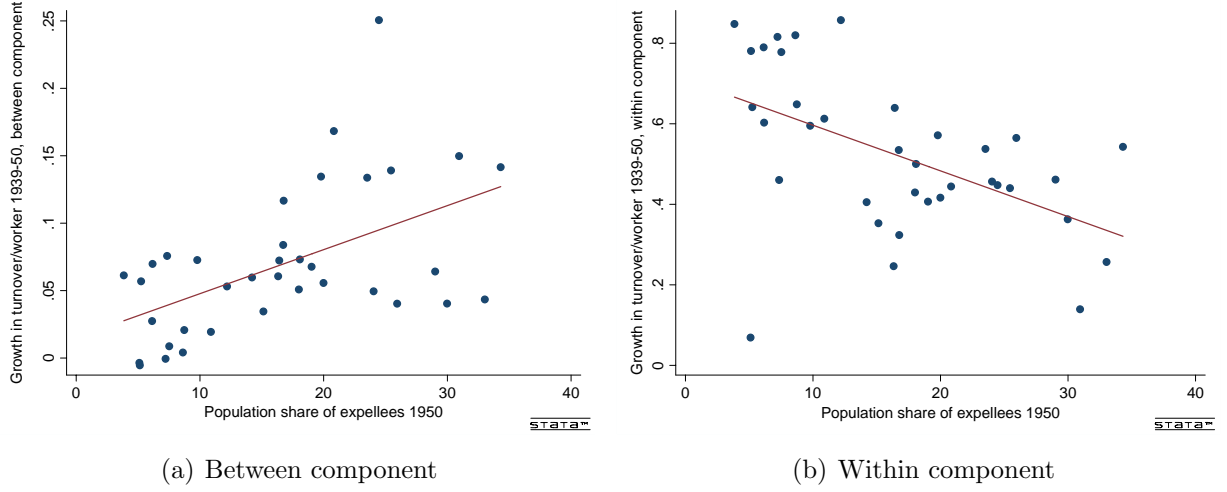 Growth in turnover/worker 1939-50, between component
.25
.2
.15
.1
.05
0
0 10 20 30 40
Population share of expellees 1950
STATA™
(a) Between component
Growth in turnover/worker 1939-50, within component
.8
.6
.4
.2
0
0 10 20 30 40
Population share of expellees 1950
STATA™
(b) Within component